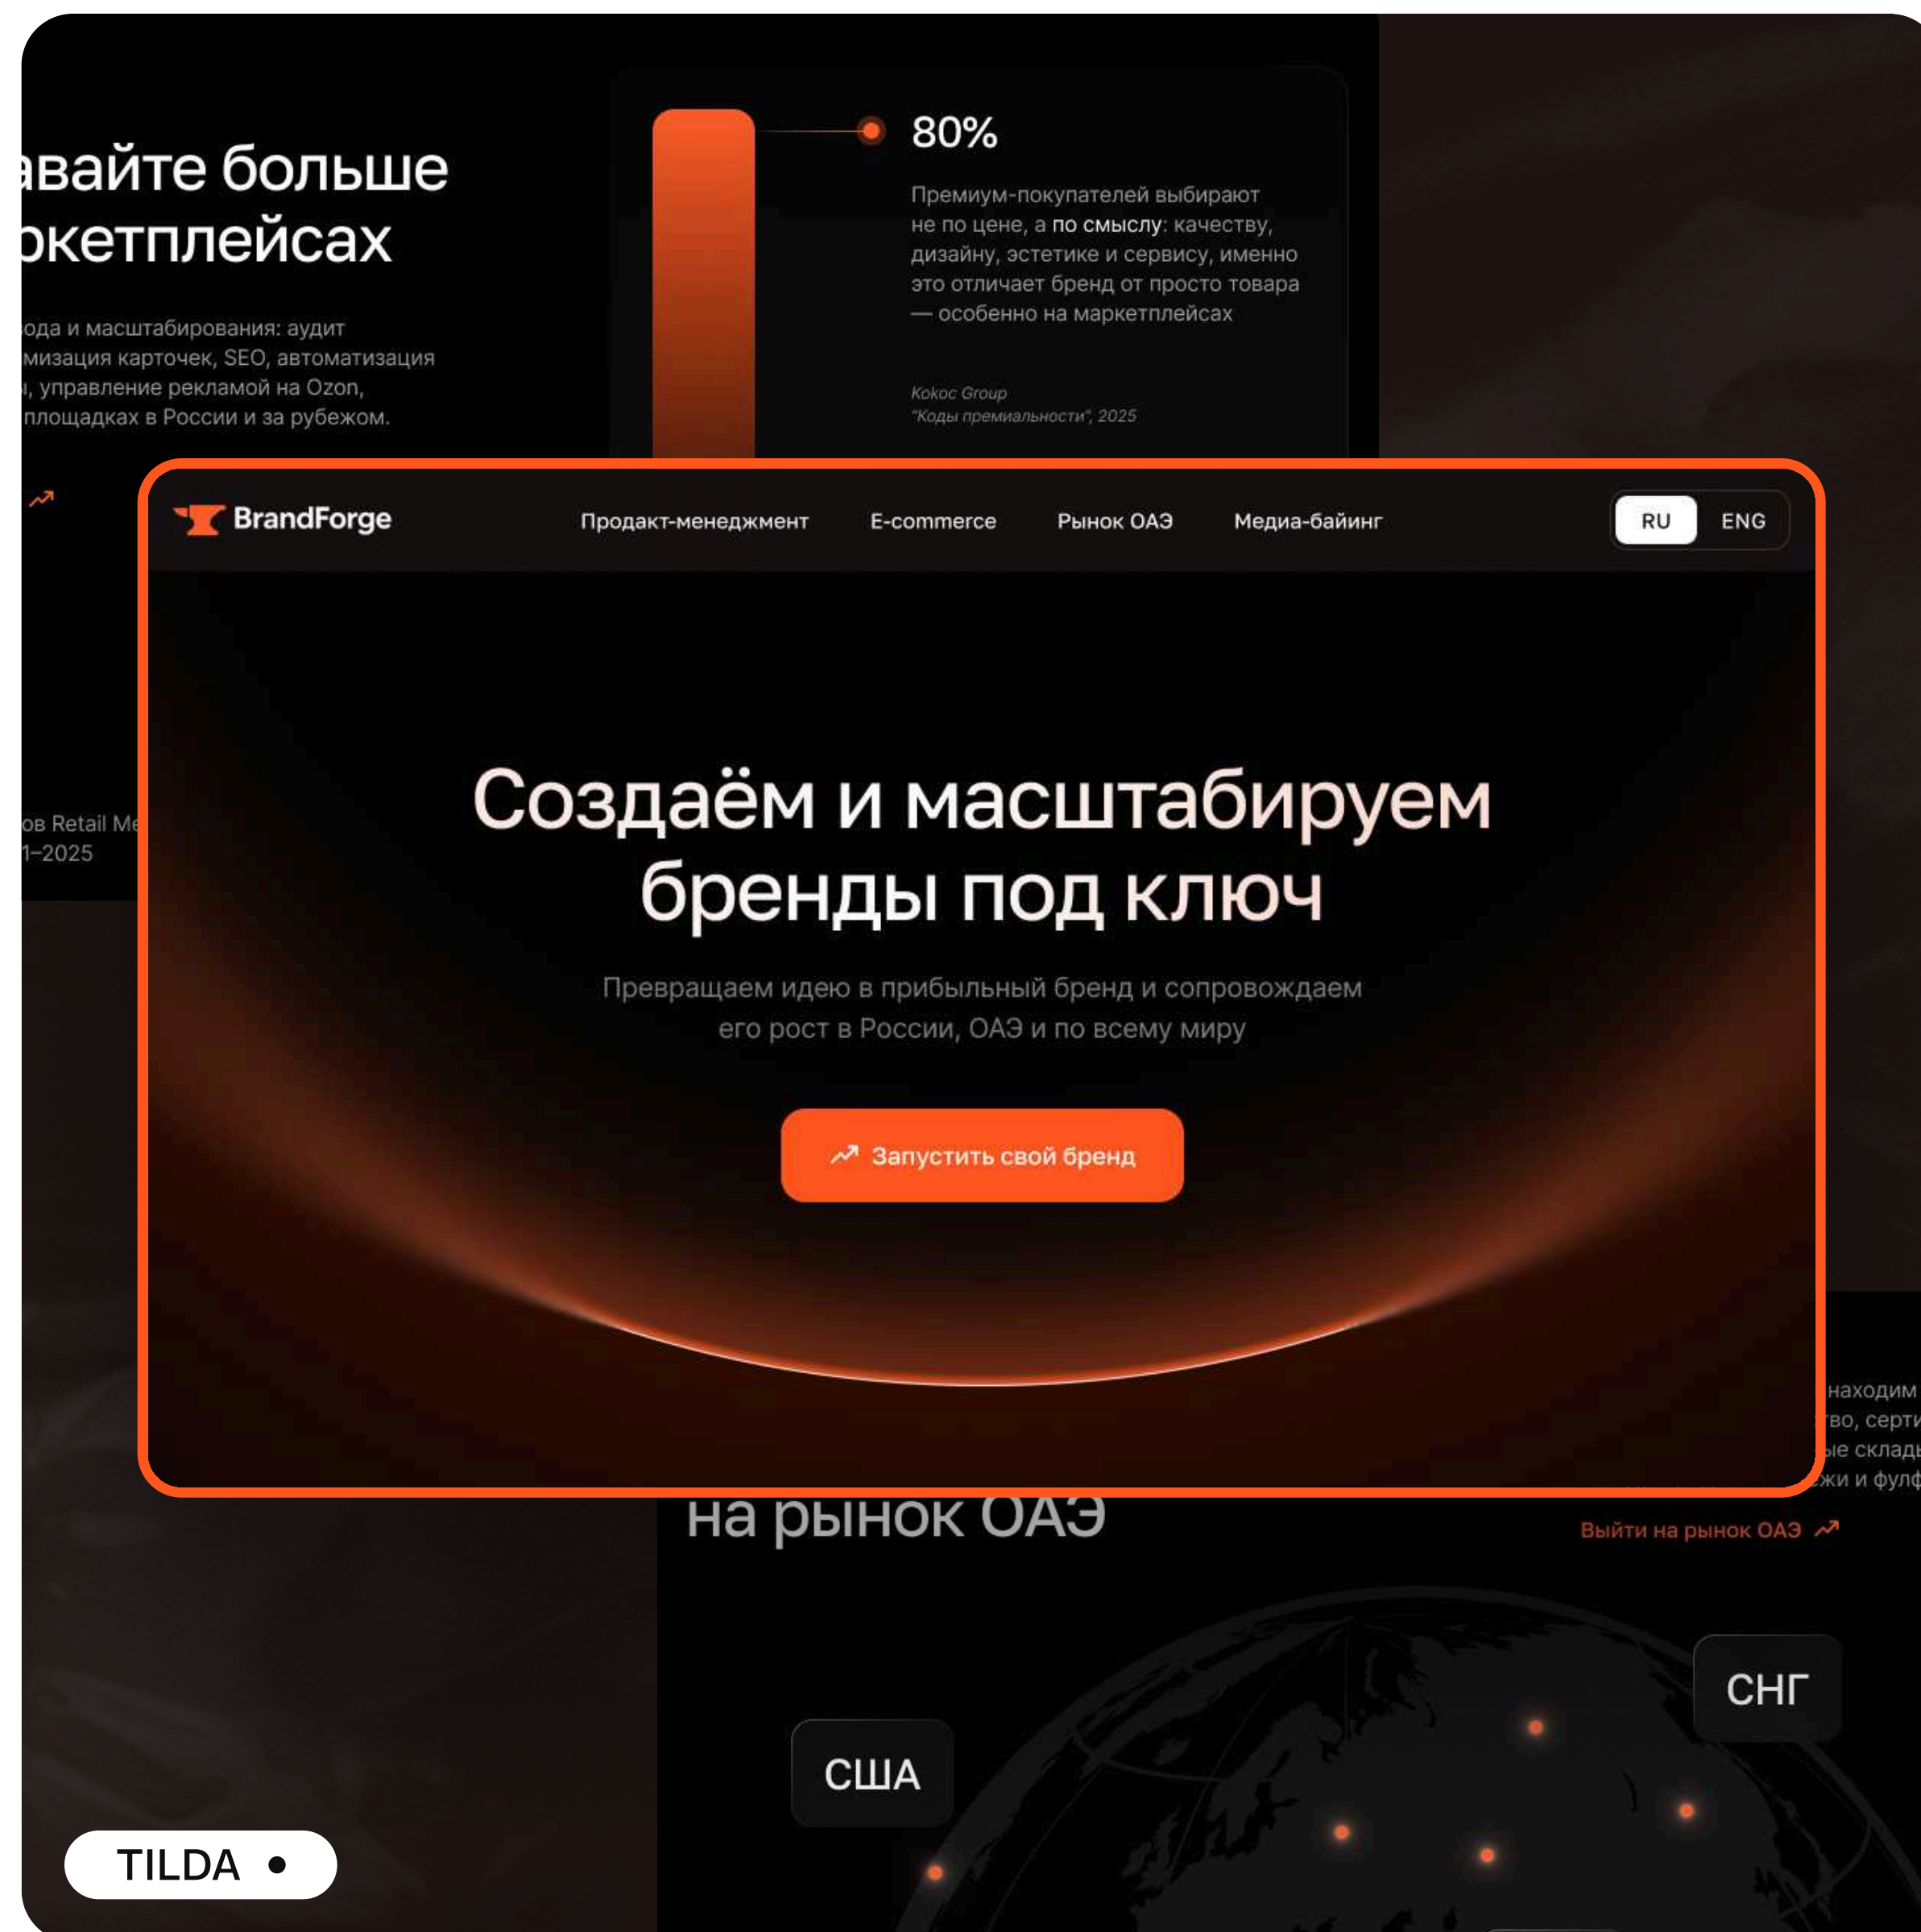 авайте больше
ркетплейсах
ода и масштабирования: аудит
мизация карточек, SEO, автоматизация
, управление рекламой на Ozon,
площадках в России и за рубежом.
80%
Премиум-покупателей выбирают
не по цене, а по смыслу: качеству,
дизайну, эстетике и сервису, именно
это отличает бренд от просто товара
— особенно на маркетплейсах
Kokoc Group
"Коды премиальности", 2025
ов Retail Me
1–2025
BrandForge
Продакт-менеджмент
E-commerce
Рынок ОАЭ
Медиа-байинг
RU
ENG
Создаём и масштабируем
бренды под ключ
Превращаем идею в прибыльный бренд и сопровождаем
его рост в России, ОАЭ и по всему миру
Запустить свой бренд
находим
тво, серти
ые склады
жи и фулф
на рынок ОАЭ
Выйти на рынок ОАЭ
СНГ
США
TILDA